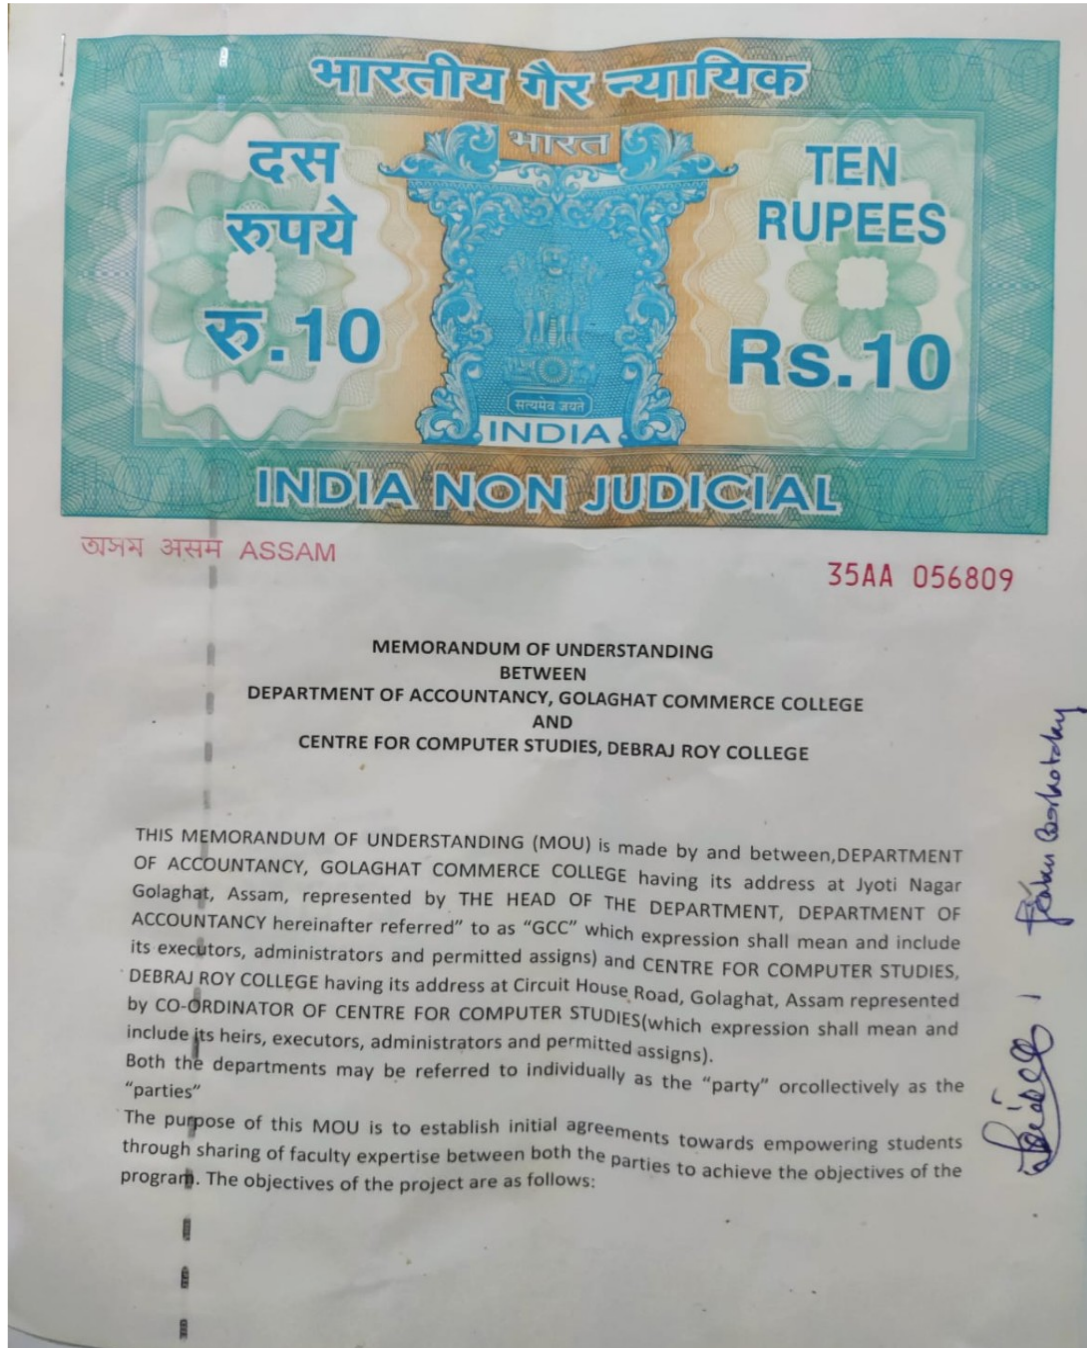 भारतीय गैर न्यायिक
भारत
दस
रुपये
रु.10
TEN
RUPEES
Rs.10
सत्यमेव जयते
INDIA
INDIA NON JUDICIAL
অসম असम ASSAM
35AA 056809
MEMORANDUM OF UNDERSTANDING
BETWEEN
DEPARTMENT OF ACCOUNTANCY, GOLAGHAT COMMERCE COLLEGE
AND
CENTRE FOR COMPUTER STUDIES, DEBRAJ ROY COLLEGE
THIS MEMORANDUM OF UNDERSTANDING (MOU) is made by and between,DEPARTMENT
OF ACCOUNTANCY, GOLAGHAT COMMERCE COLLEGE having its address at Jyoti Nagar
Golaghat, Assam, represented by THE HEAD OF THE DEPARTMENT, DEPARTMENT OF
ACCOUNTANCY hereinafter referred” to as “GCC” which expression shall mean and include
its executors, administrators and permitted assigns) and CENTRE FOR COMPUTER STUDIES,
DEBRAJ ROY COLLEGE having its address at Circuit House Road, Golaghat, Assam represented
by CO-ORDINATOR OF CENTRE FOR COMPUTER STUDIES(which expression shall mean and
include its heirs, executors, administrators and permitted assigns).
Both the departments may be referred to individually as the “party” orcollectively as the
“parties”
The purpose of this MOU is to establish initial agreements towards empowering students
through sharing of faculty expertise between both the parties to achieve the objectives of the
program. The objectives of the project are as follows: